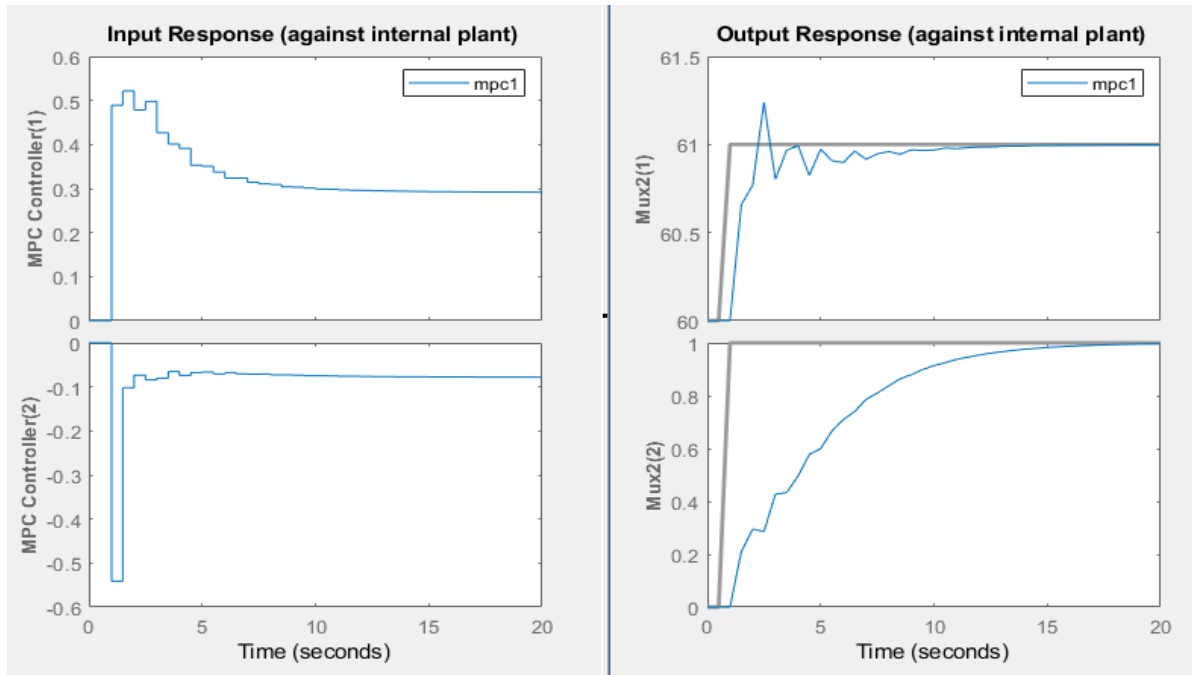 Input Response (against internal plant)
mpc1
MPC Controller(1)
0.6
0.5
0.4
0.3
0.2
0.1
0
MPC Controller(2)
0
-0.1
-0.2
-0.3
-0.4
-0.5
-0.6
0 5 10 15 20
Time (seconds)
Output Response (against internal plant)
mpc1
Mux2(1)
61.5
61
60.5
60
Mux2(2)
1
0.8
0.6
0.4
0.2
0
0 5 10 15 20
Time (seconds)